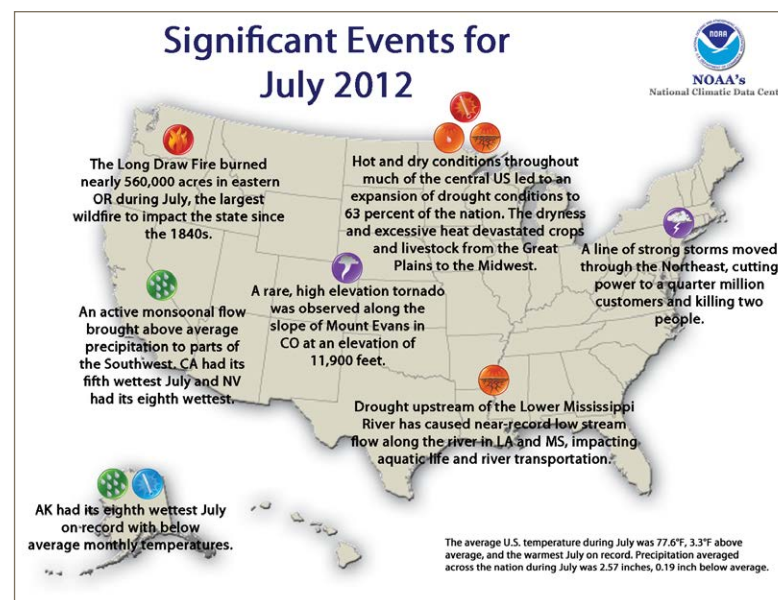 Significant Events for
July 2012
NOAA
NOAA's
National Climatic Data Cent
The Long Draw Fire burned
nearly 560,000 acres in eastern
OR during July, the largest
wildfire to impact the state since
the 1840s.
Hot and dry conditions throughout
much of the central US led to an
expansion of drought conditions to
63 percent of the nation. The dryness
and excessive heat devastated crops
and livestock from the Great
Plains to the Midwest.
A line of strong storms moved
through the Northeast, cutting
power to a quarter million
customers and killing two
people.
A rare, high elevation tornado
was observed along the
slope of Mount Evans in
CO at an elevation of
11,900 feet.
An active monsoonal flow
brought above average
precipitation to parts of
the Southwest. CA had its
fifth wettest July and NV
had its eighth wettest.
Drought upstream of the Lower Mississippi
River has caused near-record low stream
flow along the river in LA and MS, impacting
aquatic life and river transportation.
AK had its eighth wettest July
on record with below
average monthly temperatures.
The average U.S. temperature during July was 77.6°F, 3.3°F above
average, and the warmest July on record. Precipitation averaged
across the nation during July was 2.57 inches, 0.19 inch below average.